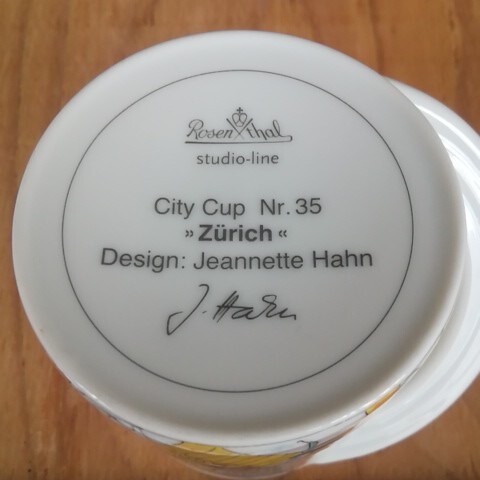 Rosenthal
studio-line
City Cup Nr. 35
»Zürich«
Design: Jeannette Hahn
J. Hahn